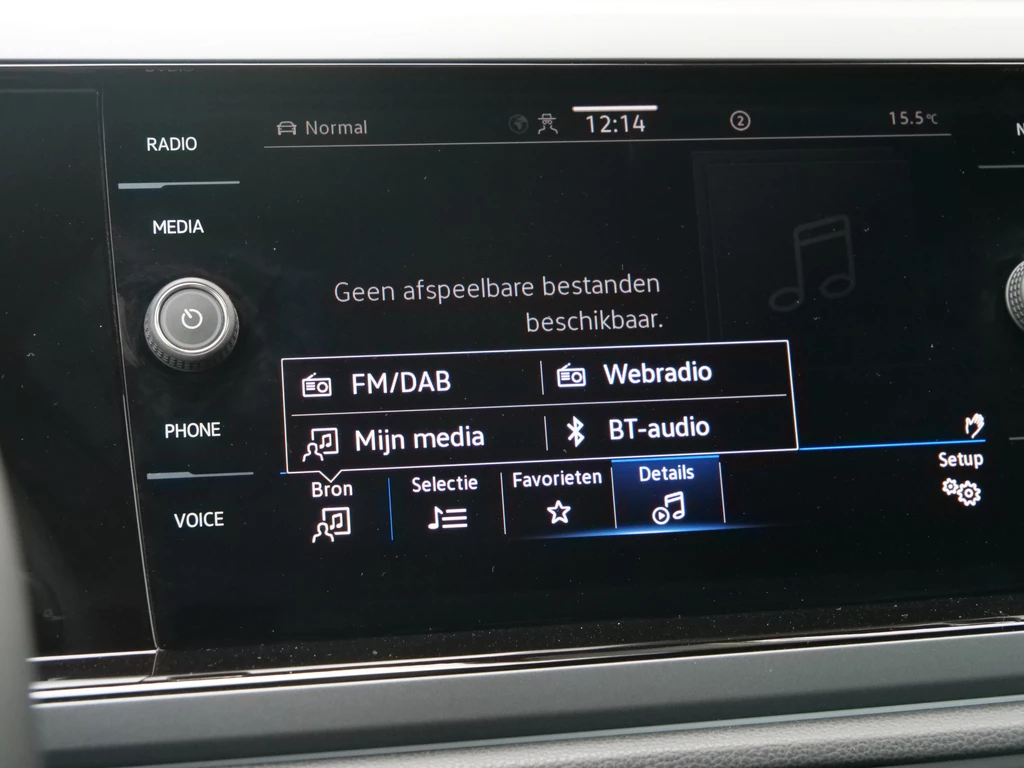 RADIO
MEDIA
PHONE
VOICE
Normal
12:14
2
15.5°C
Geen afspeelbare bestanden
beschikbaar.
FM/DAB
Webradio
Mijn media
BT-audio
Bron
Selectie
Favorieten
Details
Setup